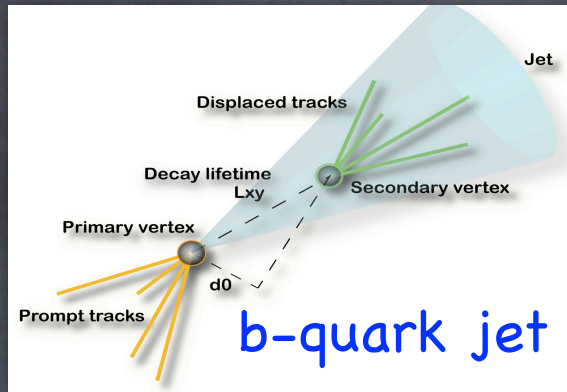 Jet
Displaced tracks
Decay lifetime
Lxy
Secondary vertex
Primary vertex
d0
Prompt tracks
b-quark jet